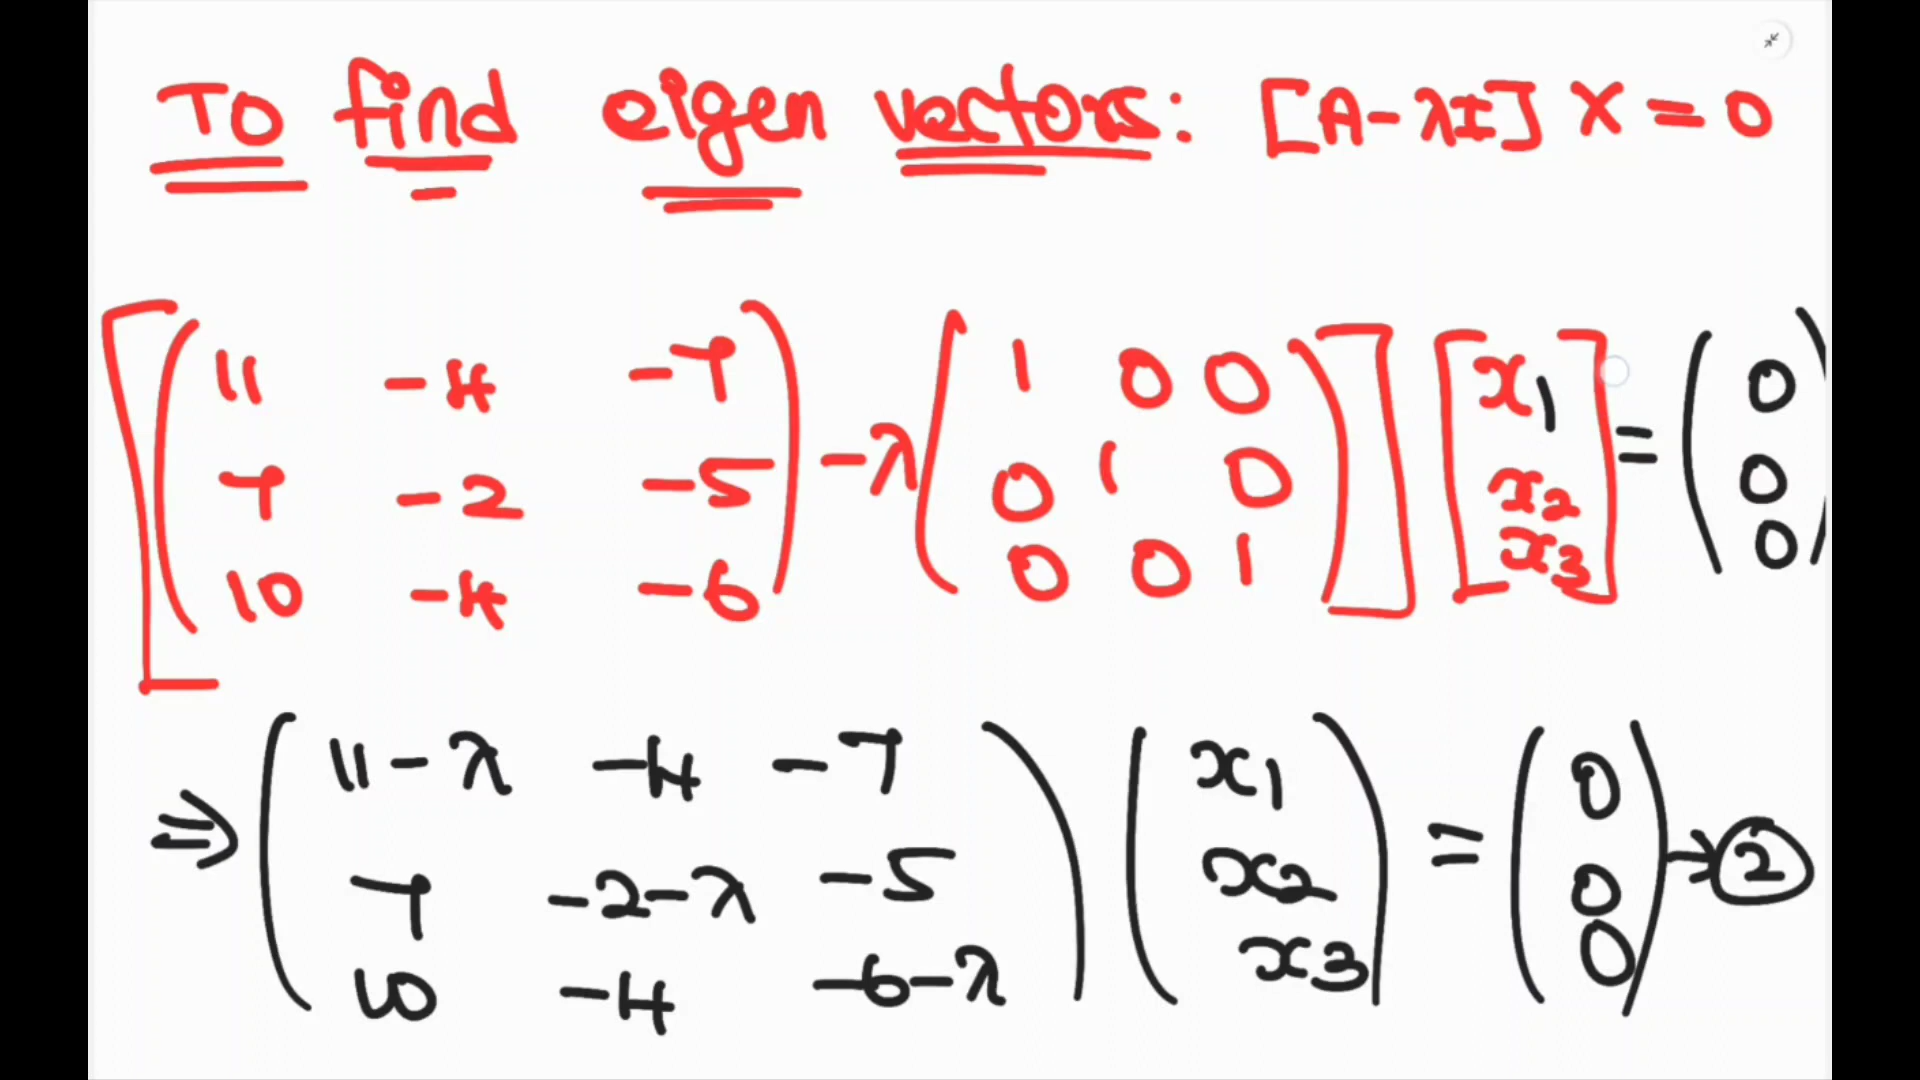 To find eigen vectors: [A-λI] X = 0
[(11 -4 -7
7 -2 -5
10 -4 -6) -λ (1 0 0
0 1 0
0 0 1)] [x1
x2
x3] = (0
0
0)
⇒ (11-λ -4 -7
7 -2-λ -5
10 -4 -6-λ) (x1
x2
x3) = (0
0
0) → 2